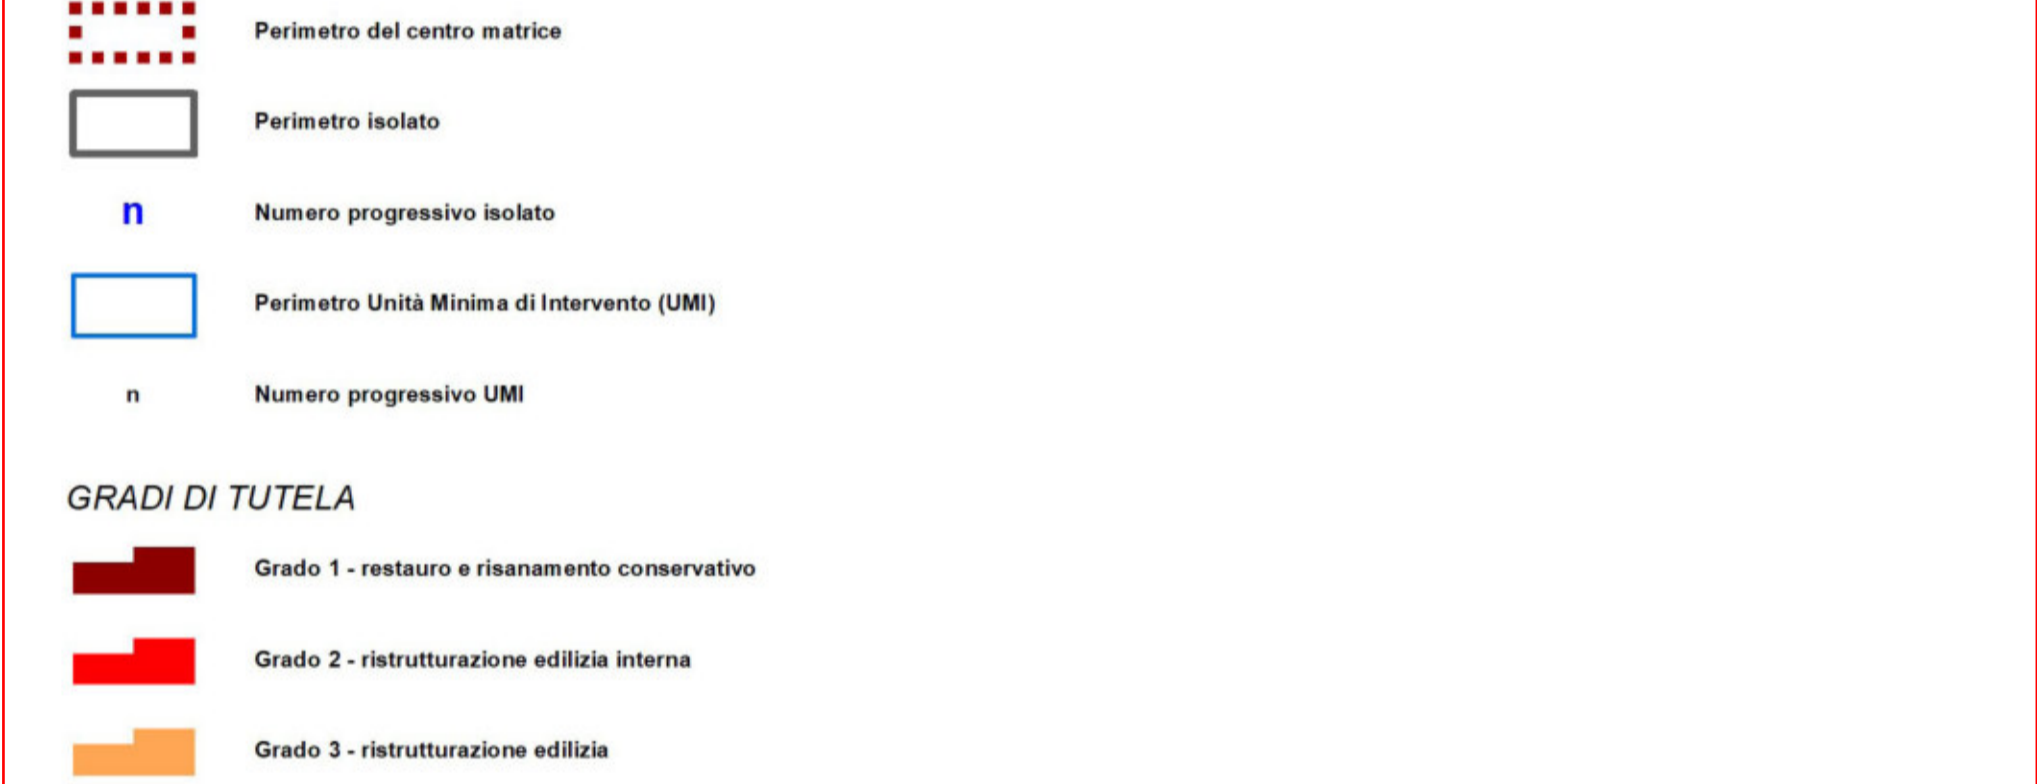 Perimetro del centro matrice
Perimetro isolato
n Numero progressivo isolato
Perimetro Unità Minima di Intervento (UMI)
n Numero progressivo UMI
GRADI DI TUTELA
Grado 1 - restauro e risanamento conservativo
Grado 2 - ristrutturazione edilizia interna
Grado 3 - ristrutturazione edilizia